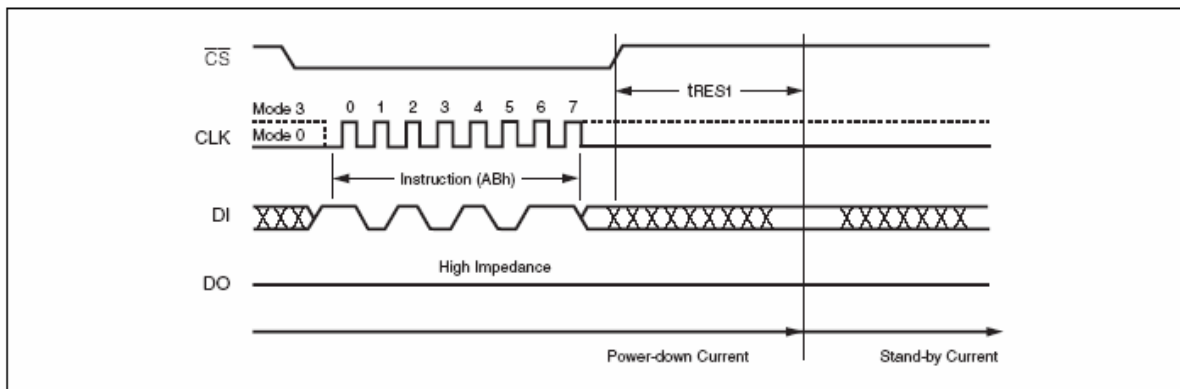 CS
tRES1
Mode 3 0 1 2 3 4 5 6 7
CLK
Mode 0
Instruction (ABh)
DI
High Impedance
DO
Power-down Current Stand-by Current